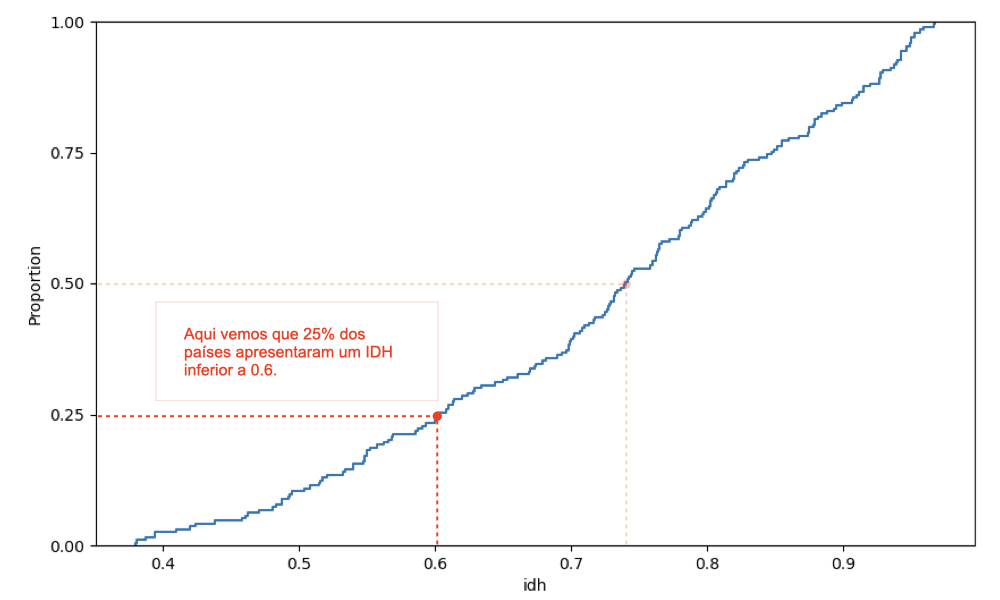 1.00
0.75
0.50
0.25
0.00
Proportion
Aqui vemos que 25% dos
países apresentaram um IDH
inferior a 0.6.
0.4 0.5 0.6 0.7 0.8 0.9
idh